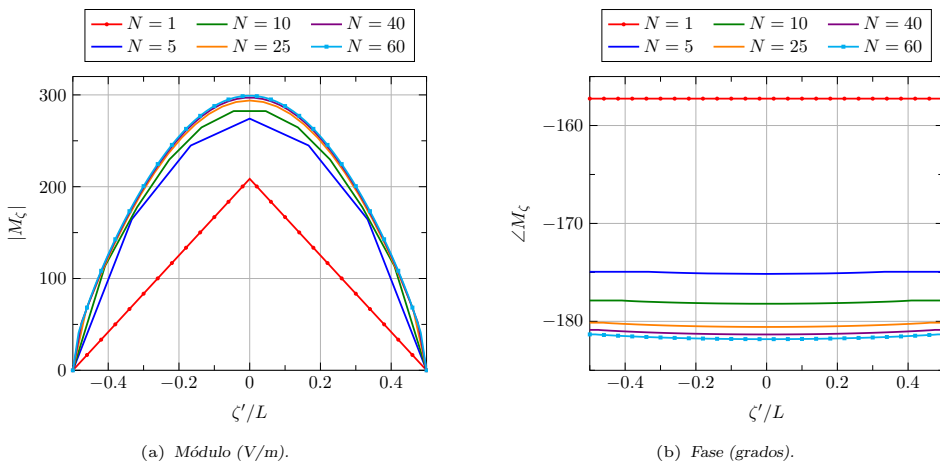 N = 1 N = 10 N = 40
N = 5 N = 25 N = 60
300
200
100
0
|Mζ|
−0.4 −0.2 0 0.2 0.4
ζ′/L
(a) Módulo (V/m).
N = 1 N = 10 N = 40
N = 5 N = 25 N = 60
−160
−170
−180
∠Mζ
−0.4 −0.2 0 0.2 0.4
ζ′/L
(b) Fase (grados).